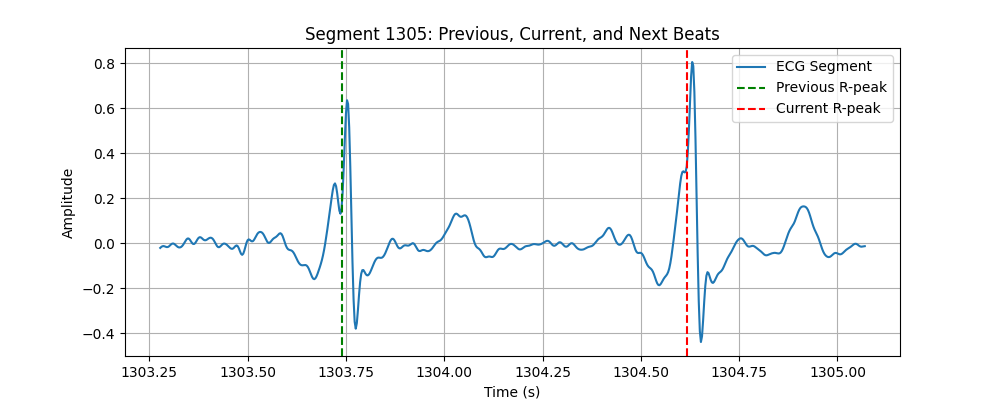 Segment 1305: Previous, Current, and Next Beats
ECG Segment
Previous R-peak
Current R-peak
Amplitude
0.8
0.6
0.4
0.2
0.0
−0.2
−0.4
1303.25 1303.50 1303.75 1304.00 1304.25 1304.50 1304.75 1305.00
Time (s)